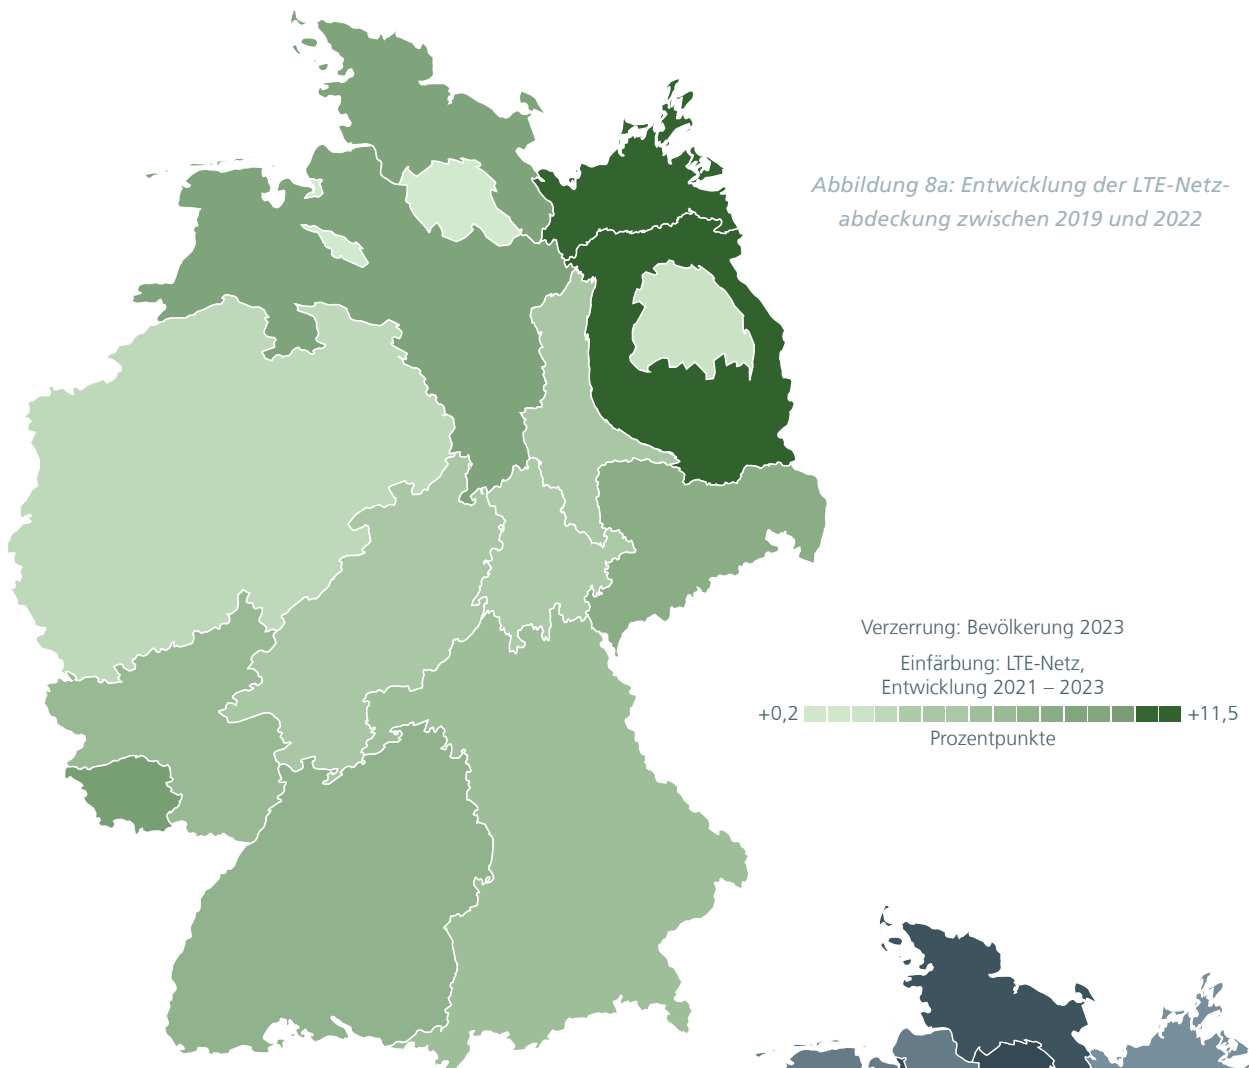 Abbildung 8a: Entwicklung der LTE-Netz-
abdeckung zwischen 2019 und 2022
Verzerrung: Bevölkerung 2023
Einfärbung: LTE-Netz,
Entwicklung 2021 – 2023
+0,2 +11,5
Prozentpunkte